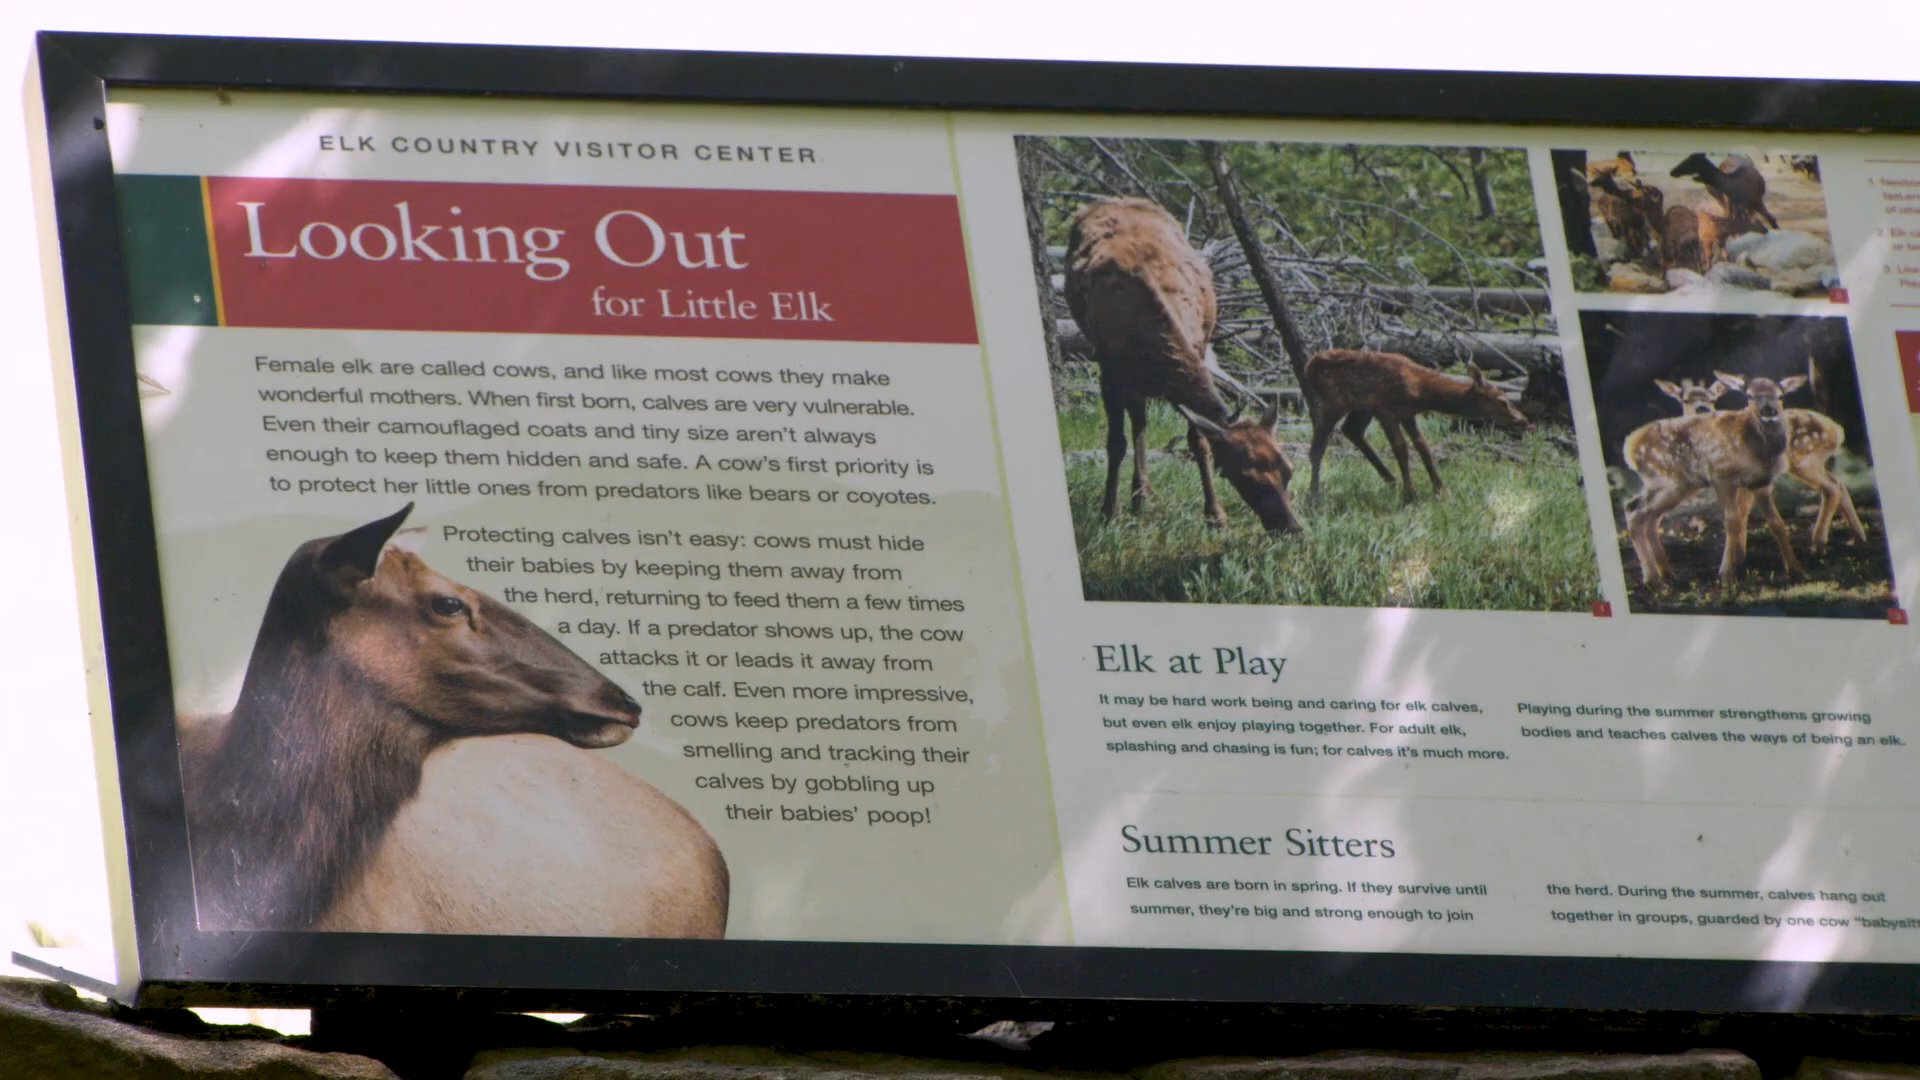 ELK COUNTRY VISITOR CENTER
Looking Out
for Little Elk
Female elk are called cows, and like most cows they make
wonderful mothers. When first born, calves are very vulnerable.
Even their camouflaged coats and tiny size aren't always
enough to keep them hidden and safe. A cow's first priority is
to protect her little ones from predators like bears or coyotes.
Protecting calves isn't easy: cows must hide
their babies by keeping them away from
the herd, returning to feed them a few times
a day. If a predator shows up, the cow
attacks it or leads it away from
the calf. Even more impressive,
cows keep predators from
smelling and tracking their
calves by gobbling up
their babies' poop!
1
2
3
Elk at Play
It may be hard work being and caring for elk calves,
but even elk enjoy playing together. For adult elk,
splashing and chasing is fun; for calves it's much more.
Playing during the summer strengthens growing
bodies and teaches calves the ways of being an elk.
Summer Sitters
Elk calves are born in spring. If they survive until
summer, they're big and strong enough to join
the herd. During the summer, calves hang out
together in groups, guarded by one cow
1
2
3